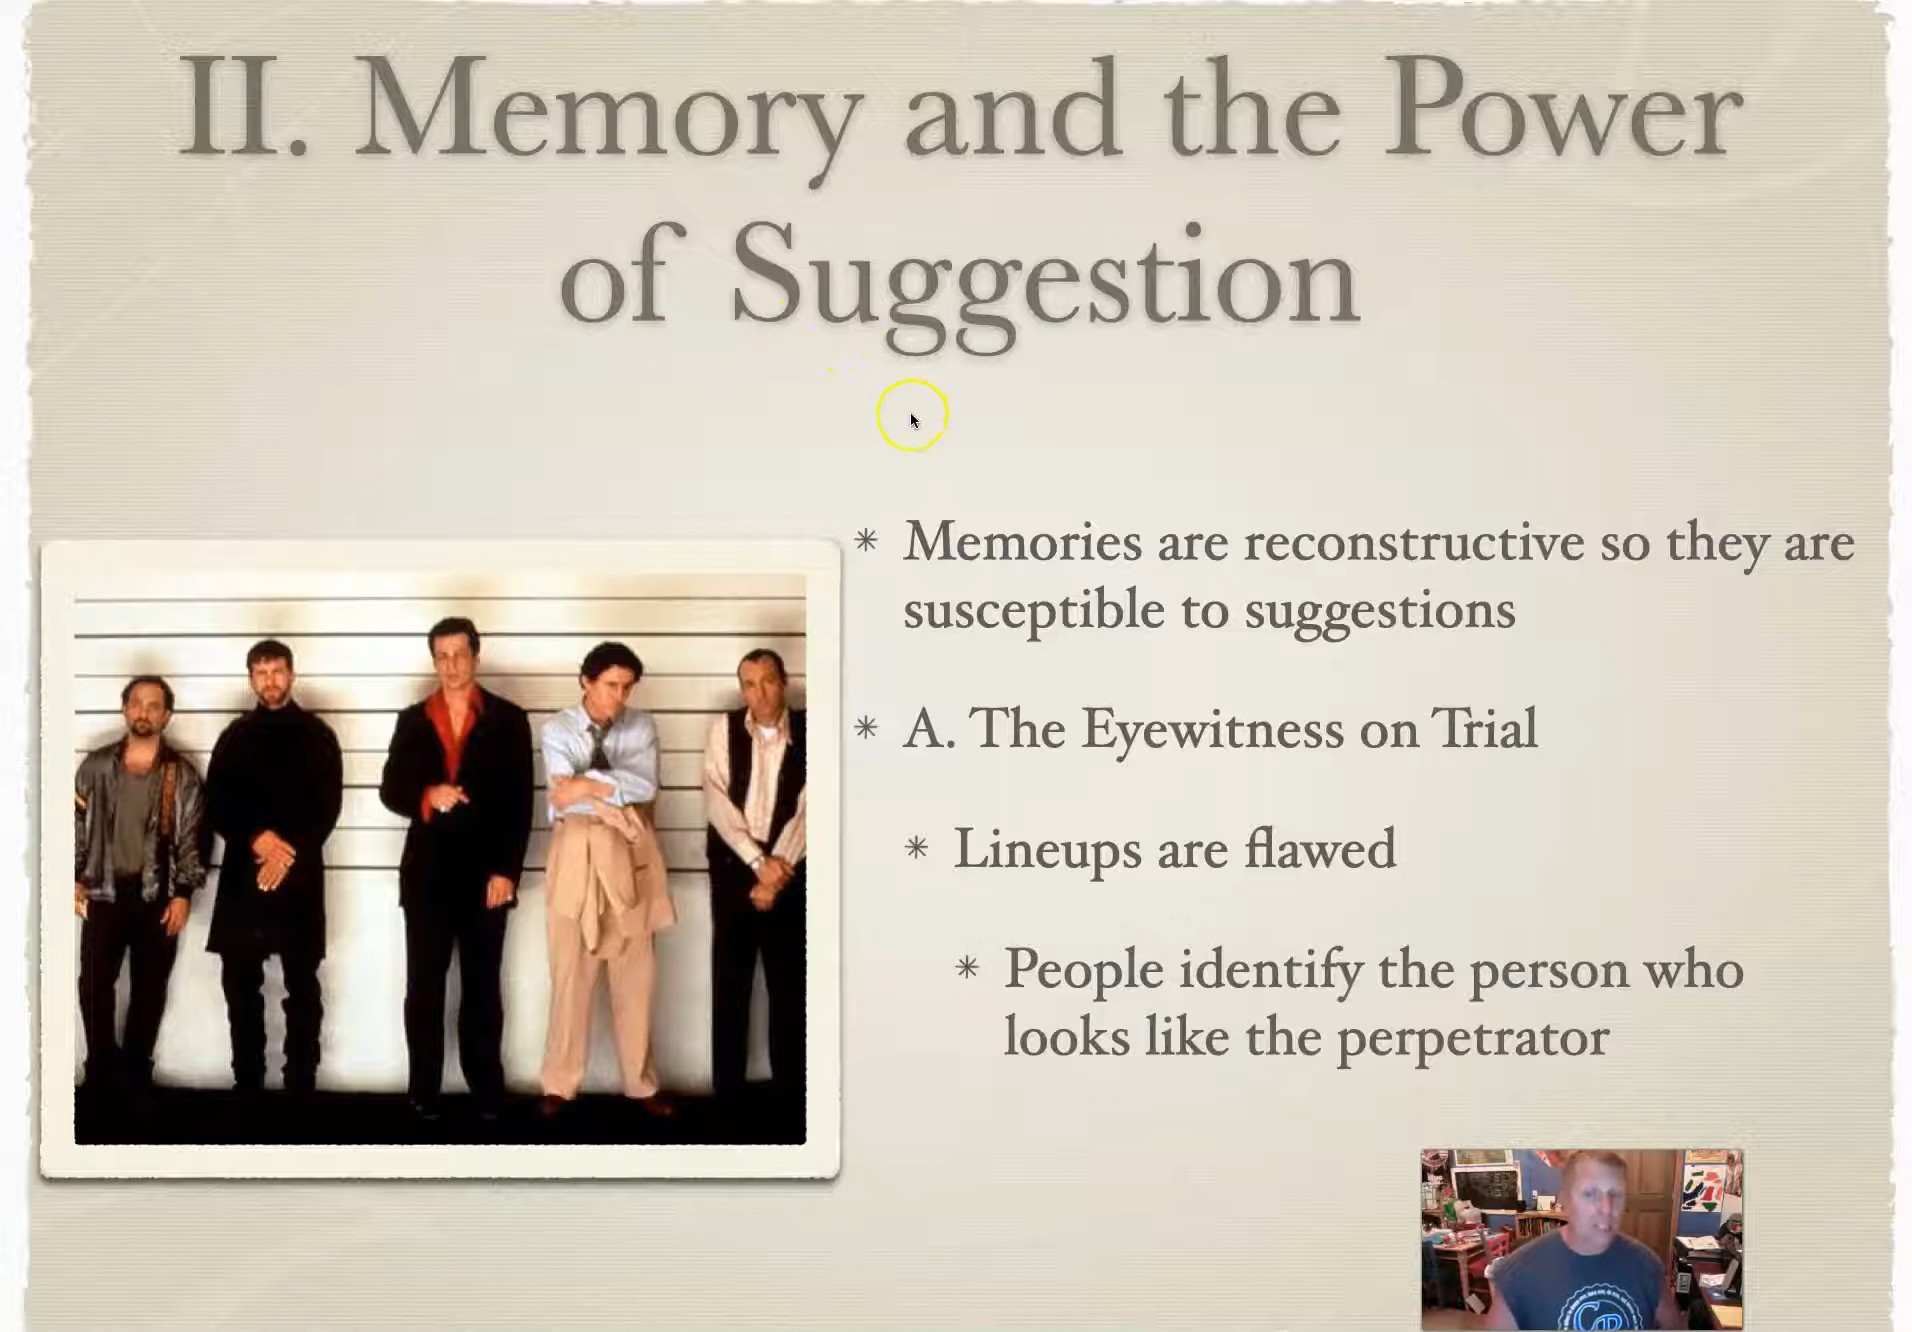 II. Memory and the Power
of Suggestion
Memories are reconstructive so they are
susceptible to suggestions
A. The Eyewitness on Trial
Lineups are flawed
People identify the person who
looks like the perpetrator